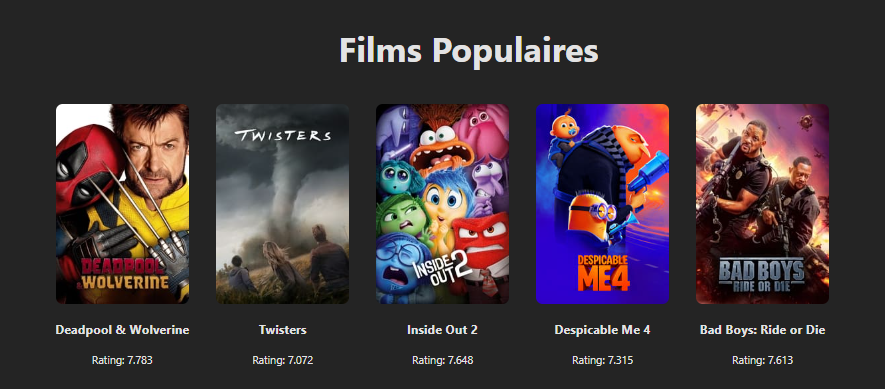 Films Populaires
TWISTERS
DEADPOOL
& WOLVERINE
INSIDE
OUT 2
DESPICABLE
ME 4
BAD BOYS
RIDE OR DIE
Deadpool & Wolverine
Twisters
Inside Out 2
Despicable Me 4
Bad Boys: Ride or Die
Rating: 7.783
Rating: 7.072
Rating: 7.648
Rating: 7.315
Rating: 7.613